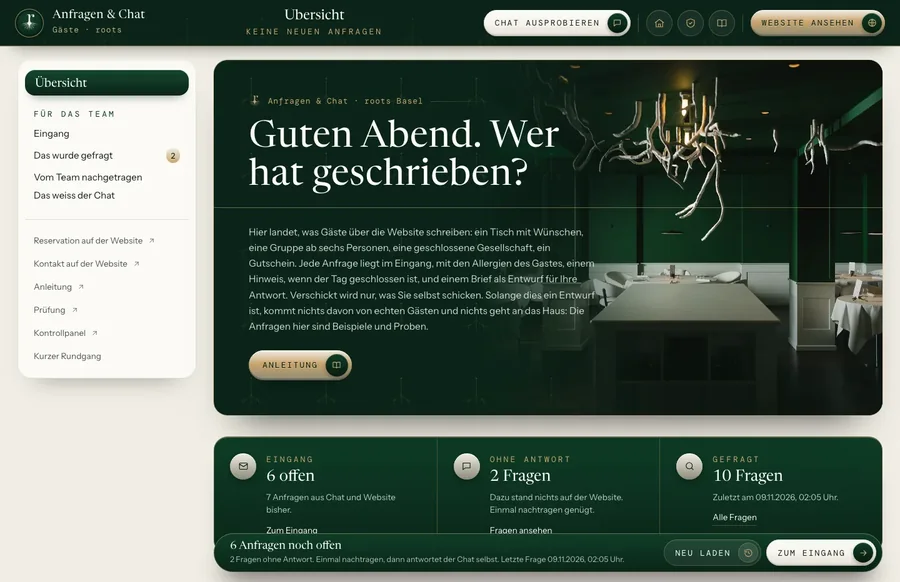 Anfragen & Chat
Gäste · roots
Übersicht
KEINE NEUEN ANFRAGEN
CHAT AUSPROBIEREN
WEBSITE ANSEHEN
Übersicht
FÜR DAS TEAM
Eingang
Das wurde gefragt 2
Vom Team nachgetragen
Das weiss der Chat
Reservation auf der Website
Kontakt auf der Website
Anleitung
Prüfung
Kontrollpanel
Kurzer Rundgang
Anfragen & Chat · roots Basel
Guten Abend. Wer
hat geschrieben?
Hier landet, was Gäste über die Website schreiben: ein Tisch mit Wünschen,
eine Gruppe ab sechs Personen, eine geschlossene Gesellschaft, ein
Gutschein. Jede Anfrage liegt im Eingang, mit den Allergien des Gastes, einem
Hinweis, wenn der Tag geschlossen ist, und einem Brief als Entwurf für Ihre
Antwort. Verschickt wird nur, was Sie selbst schicken. Solange dies ein Entwurf
ist, kommt nichts davon von echten Gästen und nichts geht an das Haus: Die
Anfragen hier sind Beispiele und Proben.
ANLEITUNG
EINGANG
6 offen
7 Anfragen aus Chat und Website
bisher.
Zum Eingang
OHNE ANTWORT
2 Fragen
Dazu stand nichts auf der Website.
Einmal nachtragen genügt.
Fragen ansehen
GEFRAGT
10 Fragen
Zuletzt am 09.11.2026, 02:05 Uhr.
Alle Fragen
6 Anfragen noch offen
2 Fragen ohne Antwort. Einmal nachtragen, dann antwortet der Chat selbst. Letzte Frage 09.11.2026, 02:05 Uhr.
NEU LADEN
ZUM EINGANG